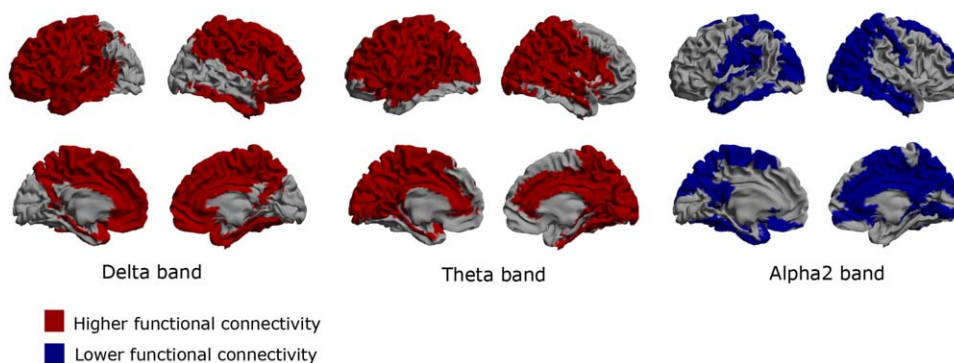 Delta band
Theta band
Alpha2 band
Higher functional connectivity
Lower functional connectivity